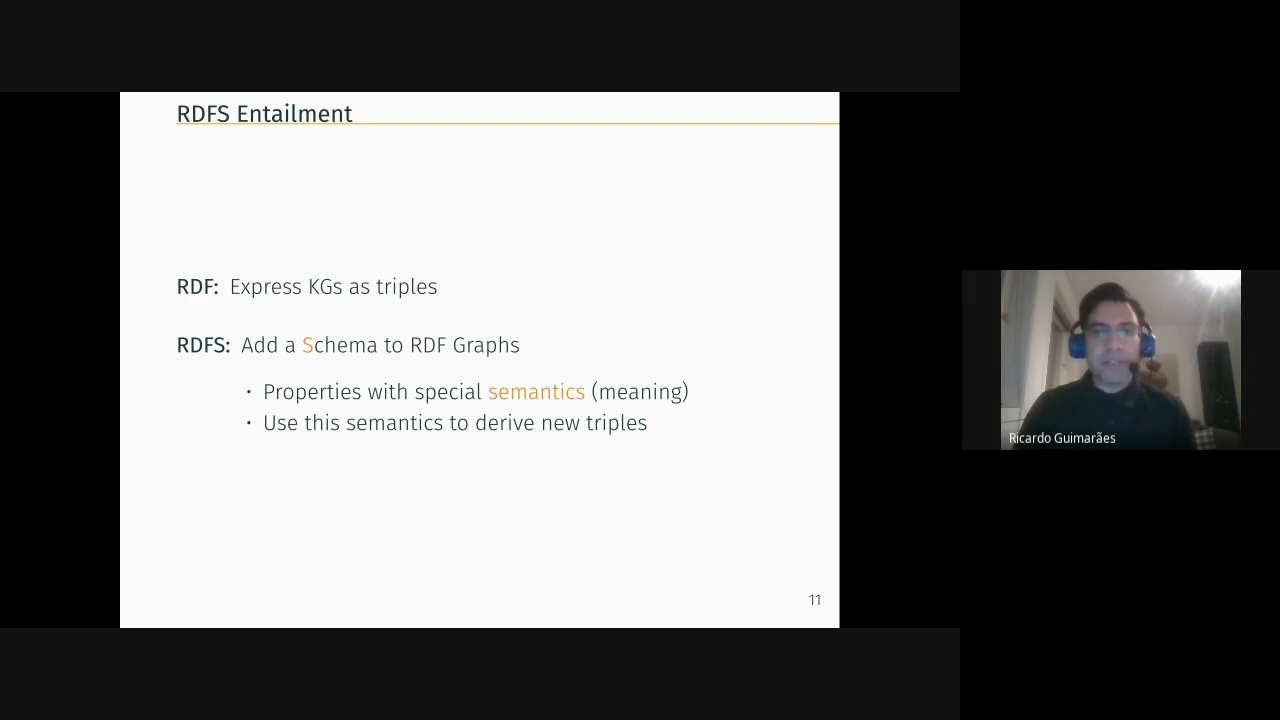 RDFS Entailment
RDF: Express KGs as triples
RDFS: Add a Schema to RDF Graphs
• Properties with special semantics (meaning)
• Use this semantics to derive new triples
11
Ricardo Guimarães